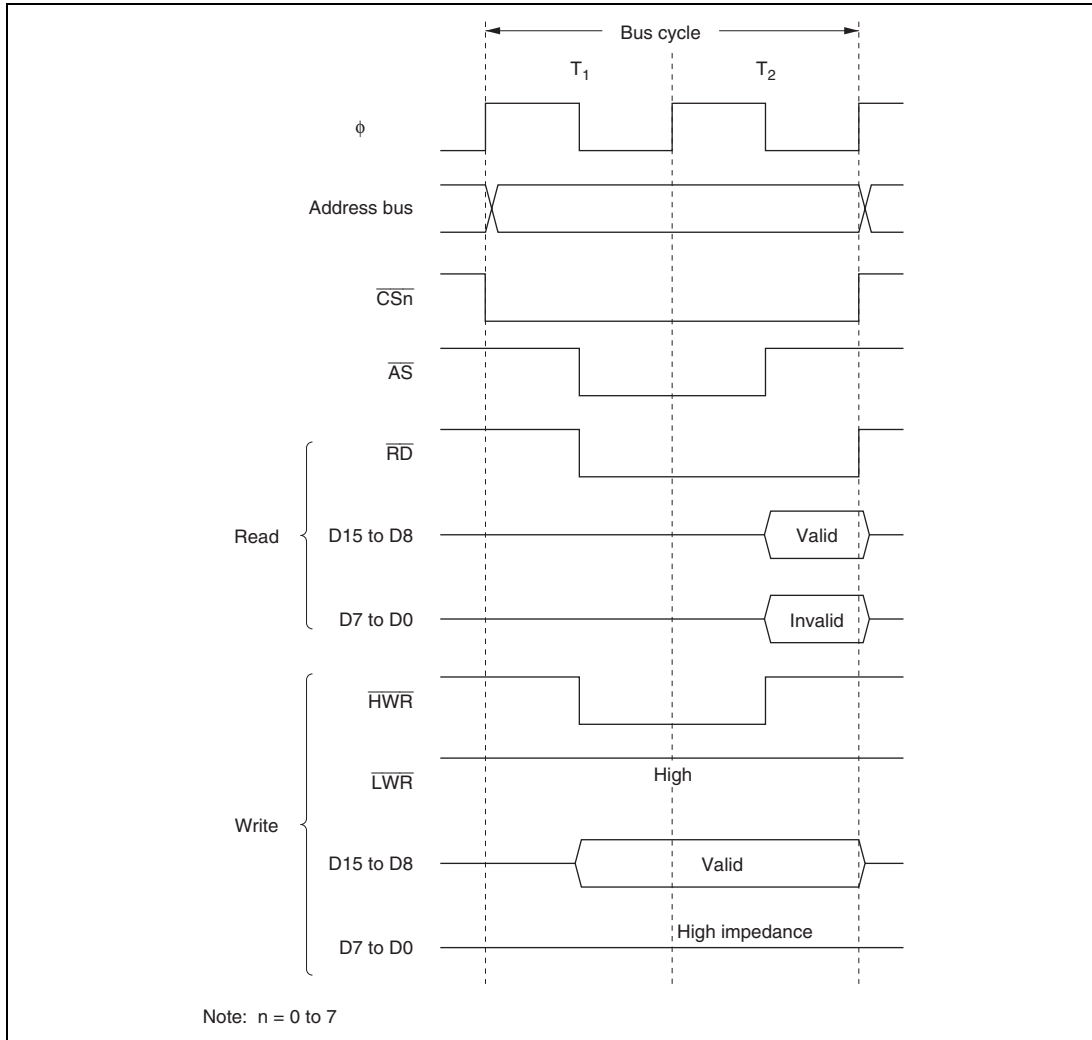 Bus cycle
T1 T2
ϕ
Address bus
CSn
AS
RD
Read
D15 to D8 Valid
D7 to D0 Invalid
HWR
LWR High
Write
D15 to D8 Valid
D7 to D0 High impedance
Note: n = 0 to 7